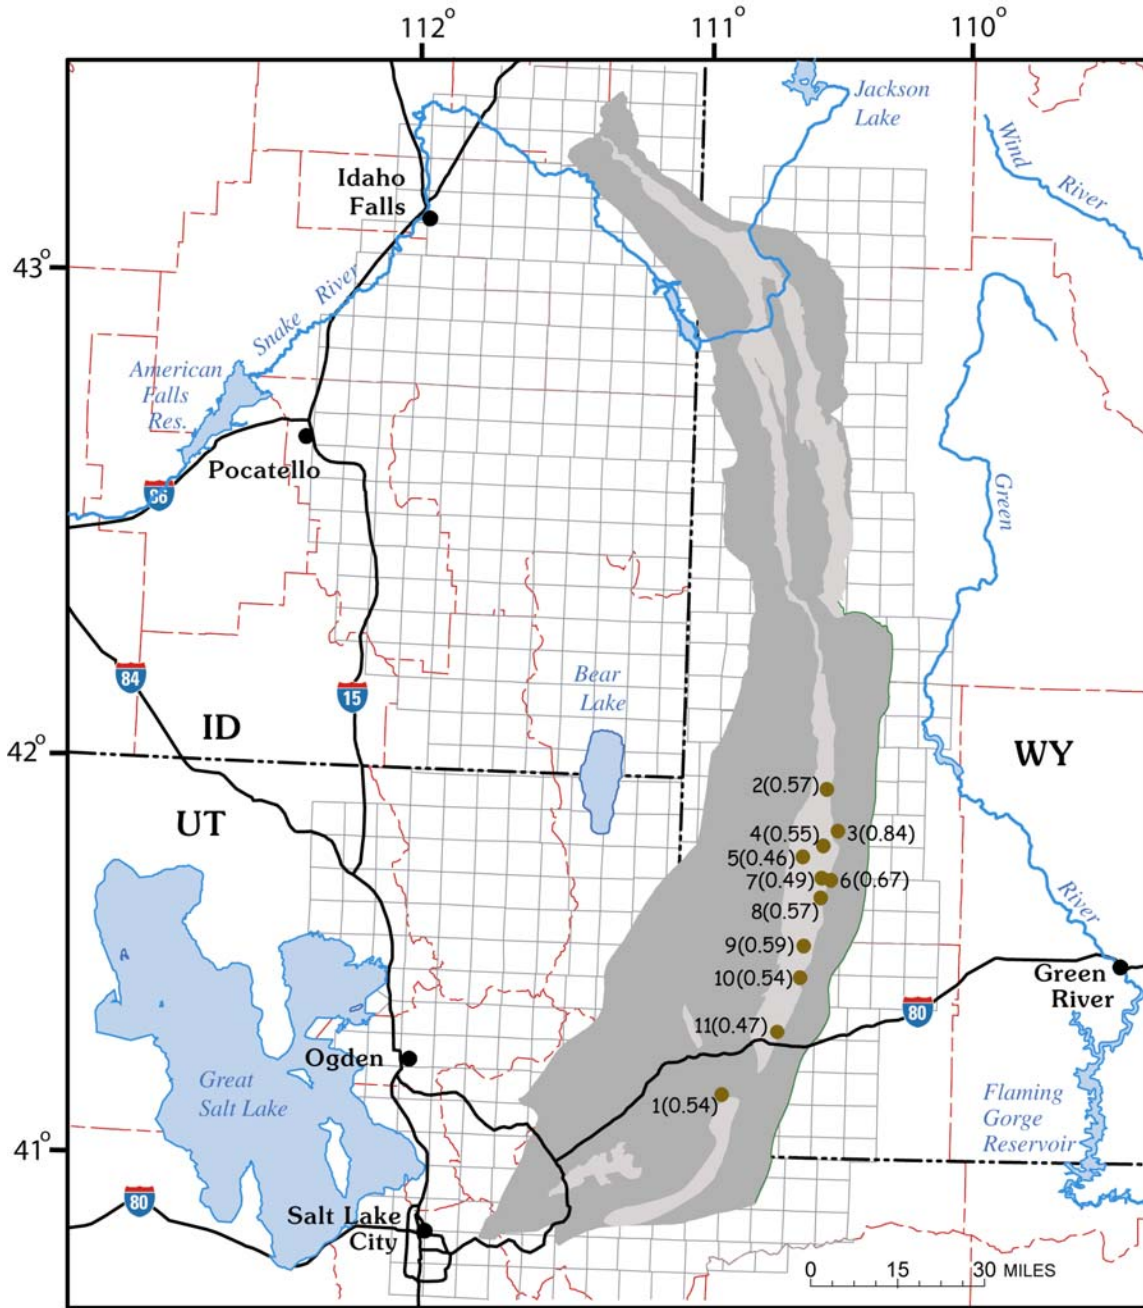 112°
111°
110°
Jackson
Lake
Wind
River
Idaho
Falls
43°
Snake
River
American
Falls
Res.
Green
Pocatello
86
84
15
Bear
Lake
ID
42°
WY
UT
2(0.57)
4(0.55)
3(0.84)
5(0.46)
7(0.49)
6(0.67)
8(0.57)
River
9(0.59)
10(0.54)
Green
River
80
11(0.47)
Ogden
Great
Salt Lake
1(0.54)
Flaming
Gorge
Reservoir
41°
80
Salt Lake
City
0 15 30 MILES